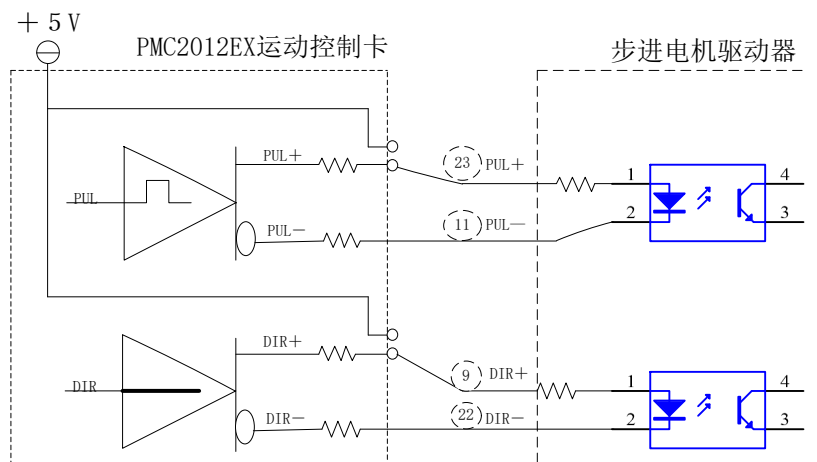 ＋5V
PMC2012EX运动控制卡
步进电机驱动器
PUL＋
23
PUL＋
1
4
PUL
2
3
PUL－
11
PUL－
DIR＋
9
DIR＋
1
4
DIR
DIR－
22
DIR－
2
3